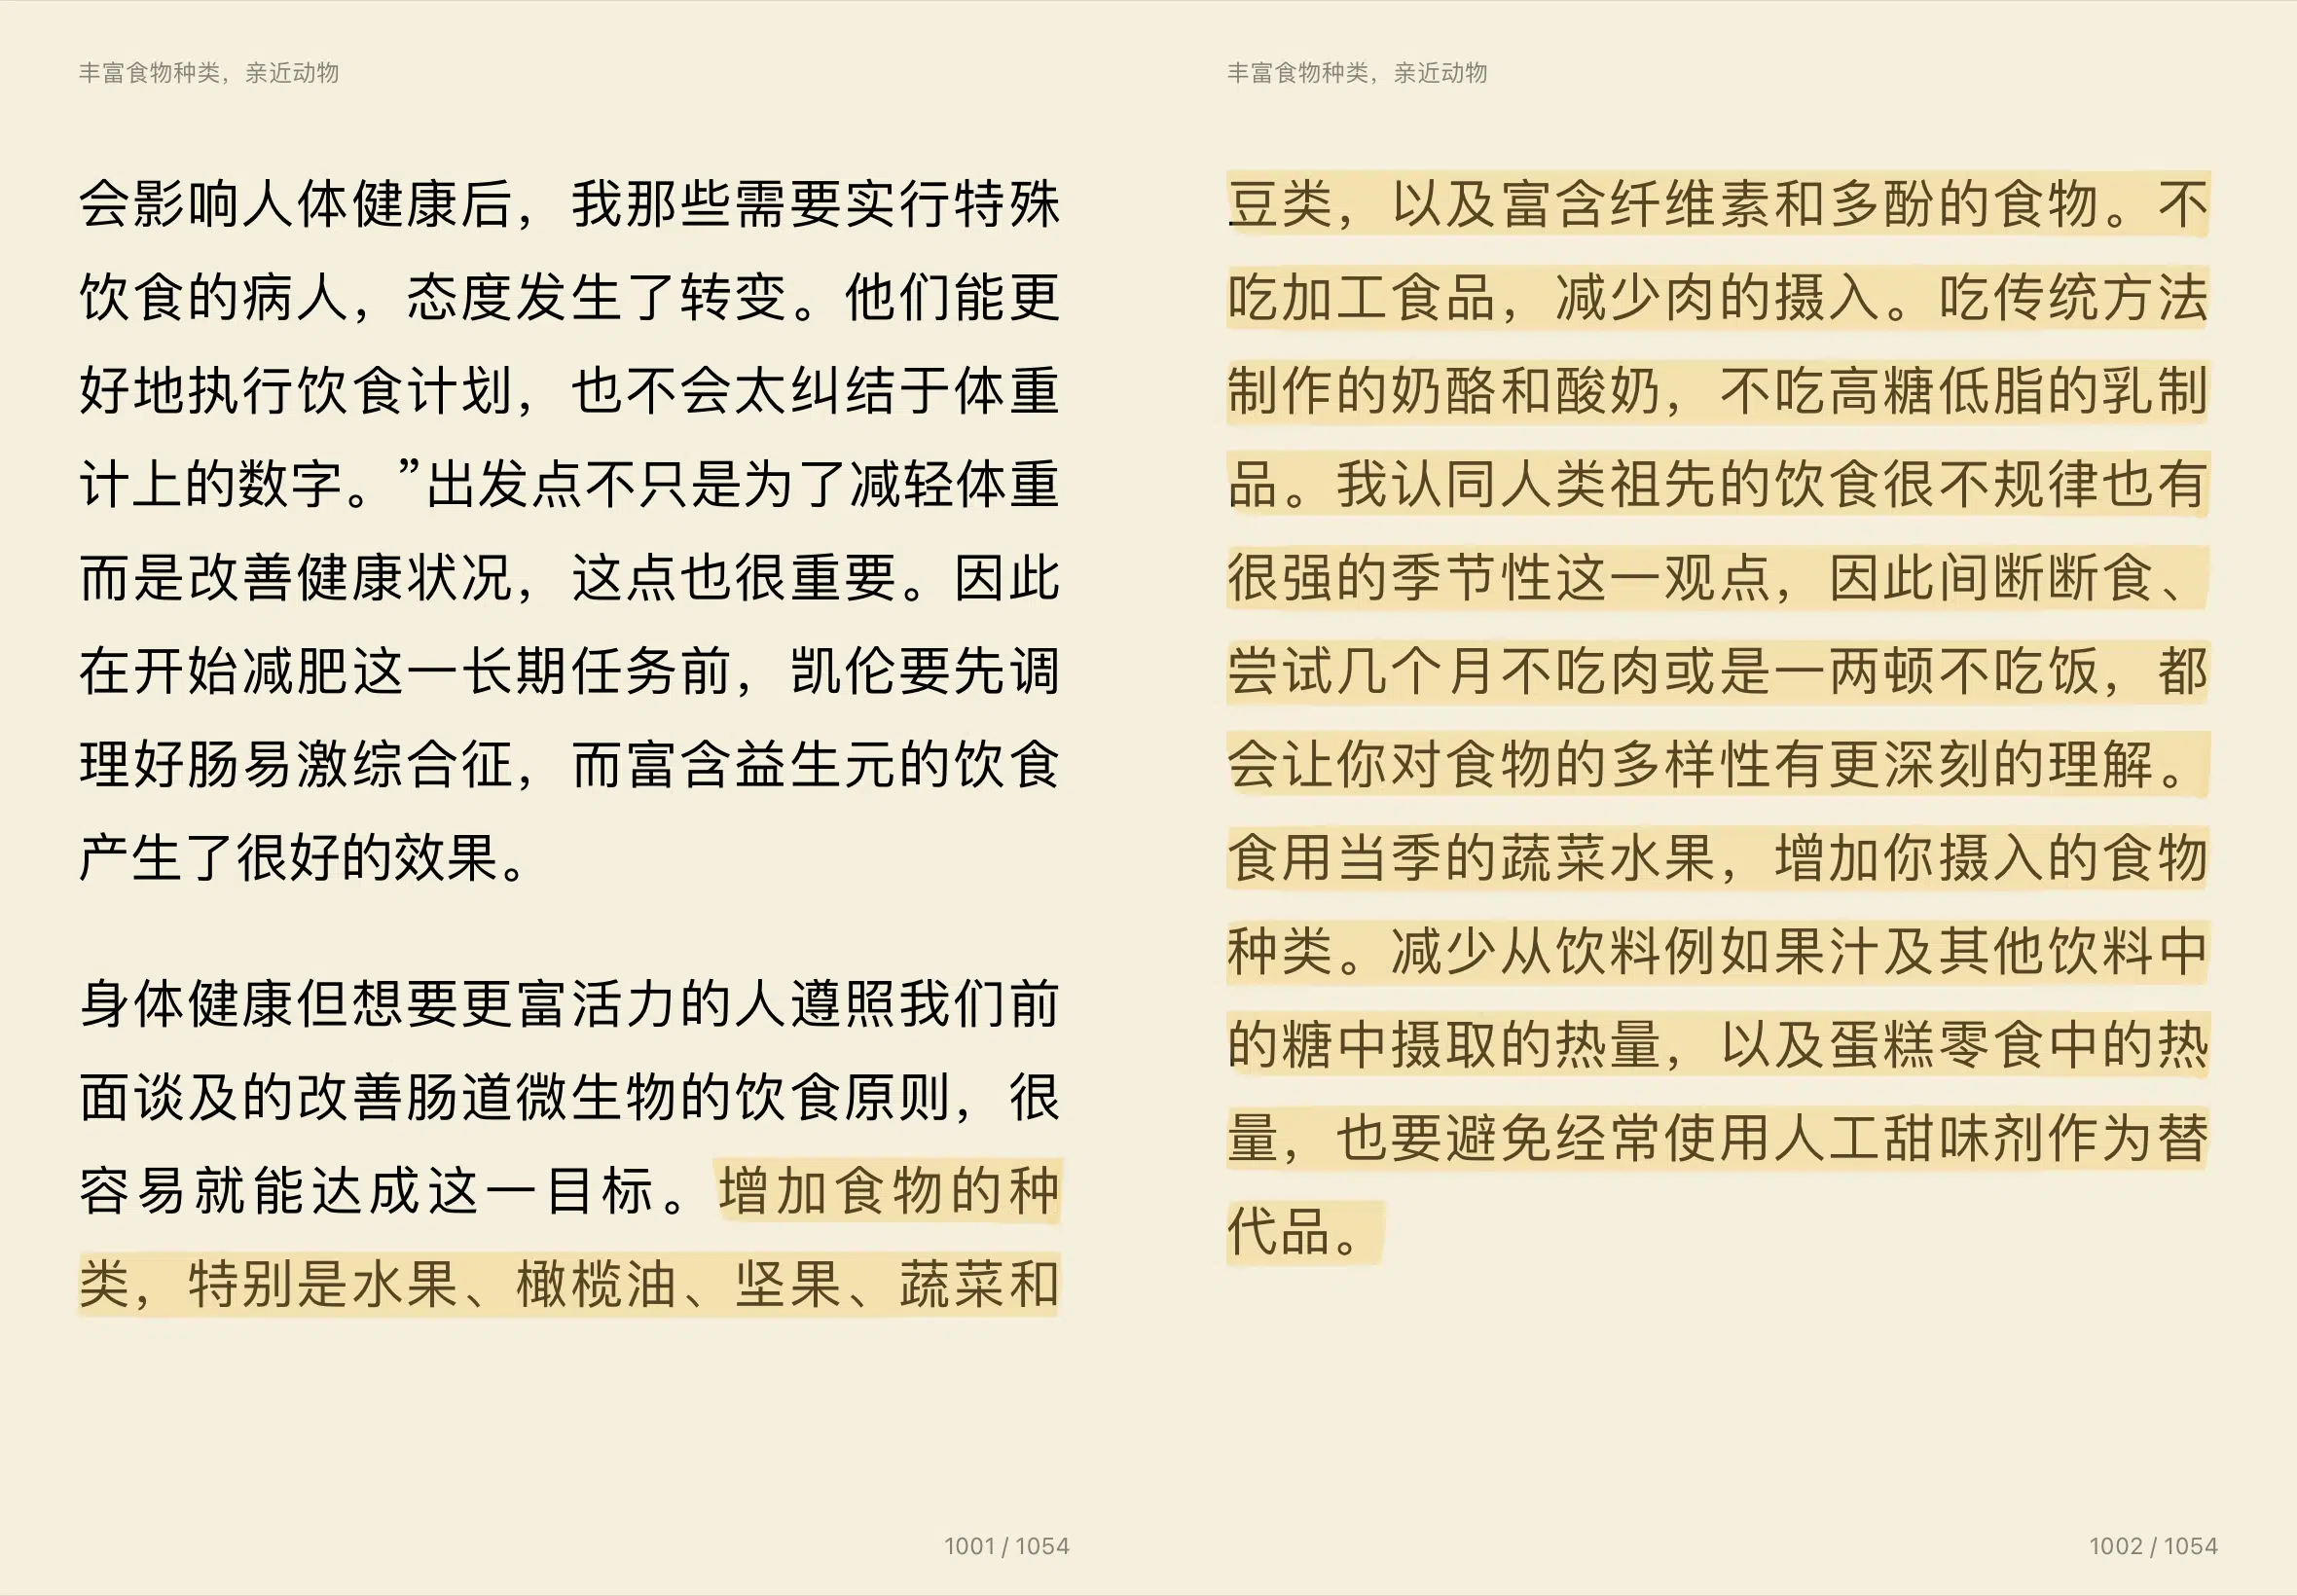 丰富食物种类，亲近动物
会影响人体健康后，我那些需要实行特殊
饮食的病人，态度发生了转变。他们能更
好地执行饮食计划，也不会太纠结于体重
计上的数字。”出发点不只是为了减轻体重
而是改善健康状况，这点也很重要。因此
在开始减肥这一长期任务前，凯伦要先调
理好肠易激综合征，而富含益生元的饮食
产生了很好的效果。
身体健康但想要更富活力的人遵照我们前
面谈及的改善肠道微生物的饮食原则，很
容易就能达成这一目标。增加食物的种
类，特别是水果、橄榄油、坚果、蔬菜和
1001 / 1054
丰富食物种类，亲近动物
豆类，以及富含纤维素和多酚的食物。不
吃加工食品，减少肉的摄入。吃传统方法
制作的奶酪和酸奶，不吃高糖低脂的乳制
品。我认同人类祖先的饮食很不规律也有
很强的季节性这一观点，因此间断断食、
尝试几个月不吃肉或是一两顿不吃饭，都
会让你对食物的多样性有更深刻的理解。
食用当季的蔬菜水果，增加你摄入的食物
种类。减少从饮料例如果汁及其他饮料中
的糖中摄取的热量，以及蛋糕零食中的热
量，也要避免经常使用人工甜味剂作为替
代品。
1002 / 1054